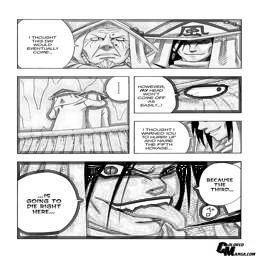 I THOUGHT
THIS DAY
WOULD
EVENTUALLY
COME...
HOWEVER,
MY HEAD
WON'T
COME OFF
AS
EASILY...!
I THOUGHT I
WARNED YOU
TO HURRY UP
AND NAME
THE FIFTH
HOKAGE...
BECAUSE
THE
THIRD...
...IS
GOING TO
DIE RIGHT
HERE...
COLORED
MANGA.COM